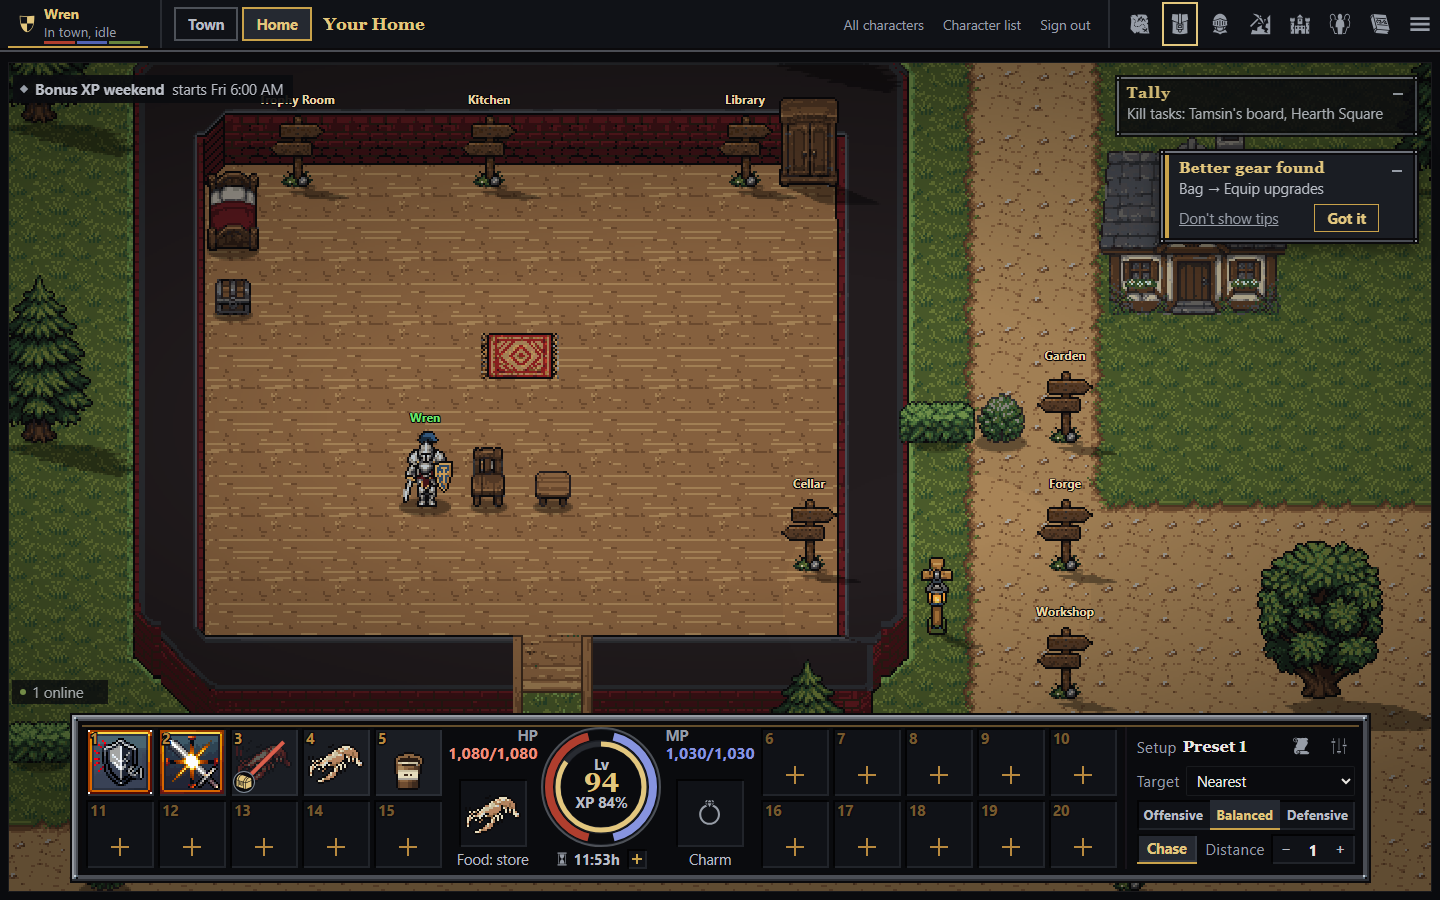 Wren
In town, idle
Town
Home
Your Home
All characters
Character list
Sign out
Bonus XP weekend starts Fri 6:00 AM
Room
Kitchen
Library
Tally
Kill tasks: Tamsin's board, Hearth Square
Better gear found
Bag → Equip upgrades
Don't show tips
Got it
Garden
Wren
Cellar
Forge
Workshop
1 online
1
2
3
4
5
HP
1,080/1,080
Lv
94
XP 84%
MP
1,030/1,030
6
7
8
9
10
11
12
13
14
15
Food: store
11:53h
+
Charm
16
17
18
19
20
Setup Preset 1
Target Nearest
Offensive Balanced Defensive
Chase Distance − 1 +